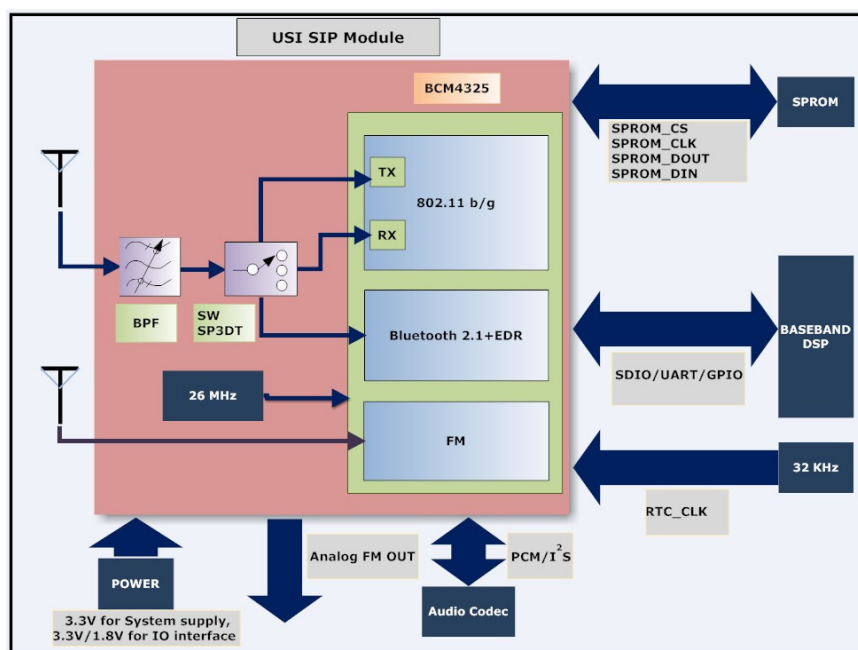 USI SIP Module
BCM4325
SPROM
SPROM_CS
SPROM_CLK
SPROM_DOUT
SPROM_DIN
TX
802.11 b/g
RX
BPF
SW
SP3DT
Bluetooth 2.1+EDR
BASEBAND
DSP
SDIO/UART/GPIO
26 MHz
FM
32 KHz
RTC_CLK
POWER
3.3V for System supply,
3.3V/1.8V for IO interface
Analog FM OUT
PCM/I²S
Audio Codec